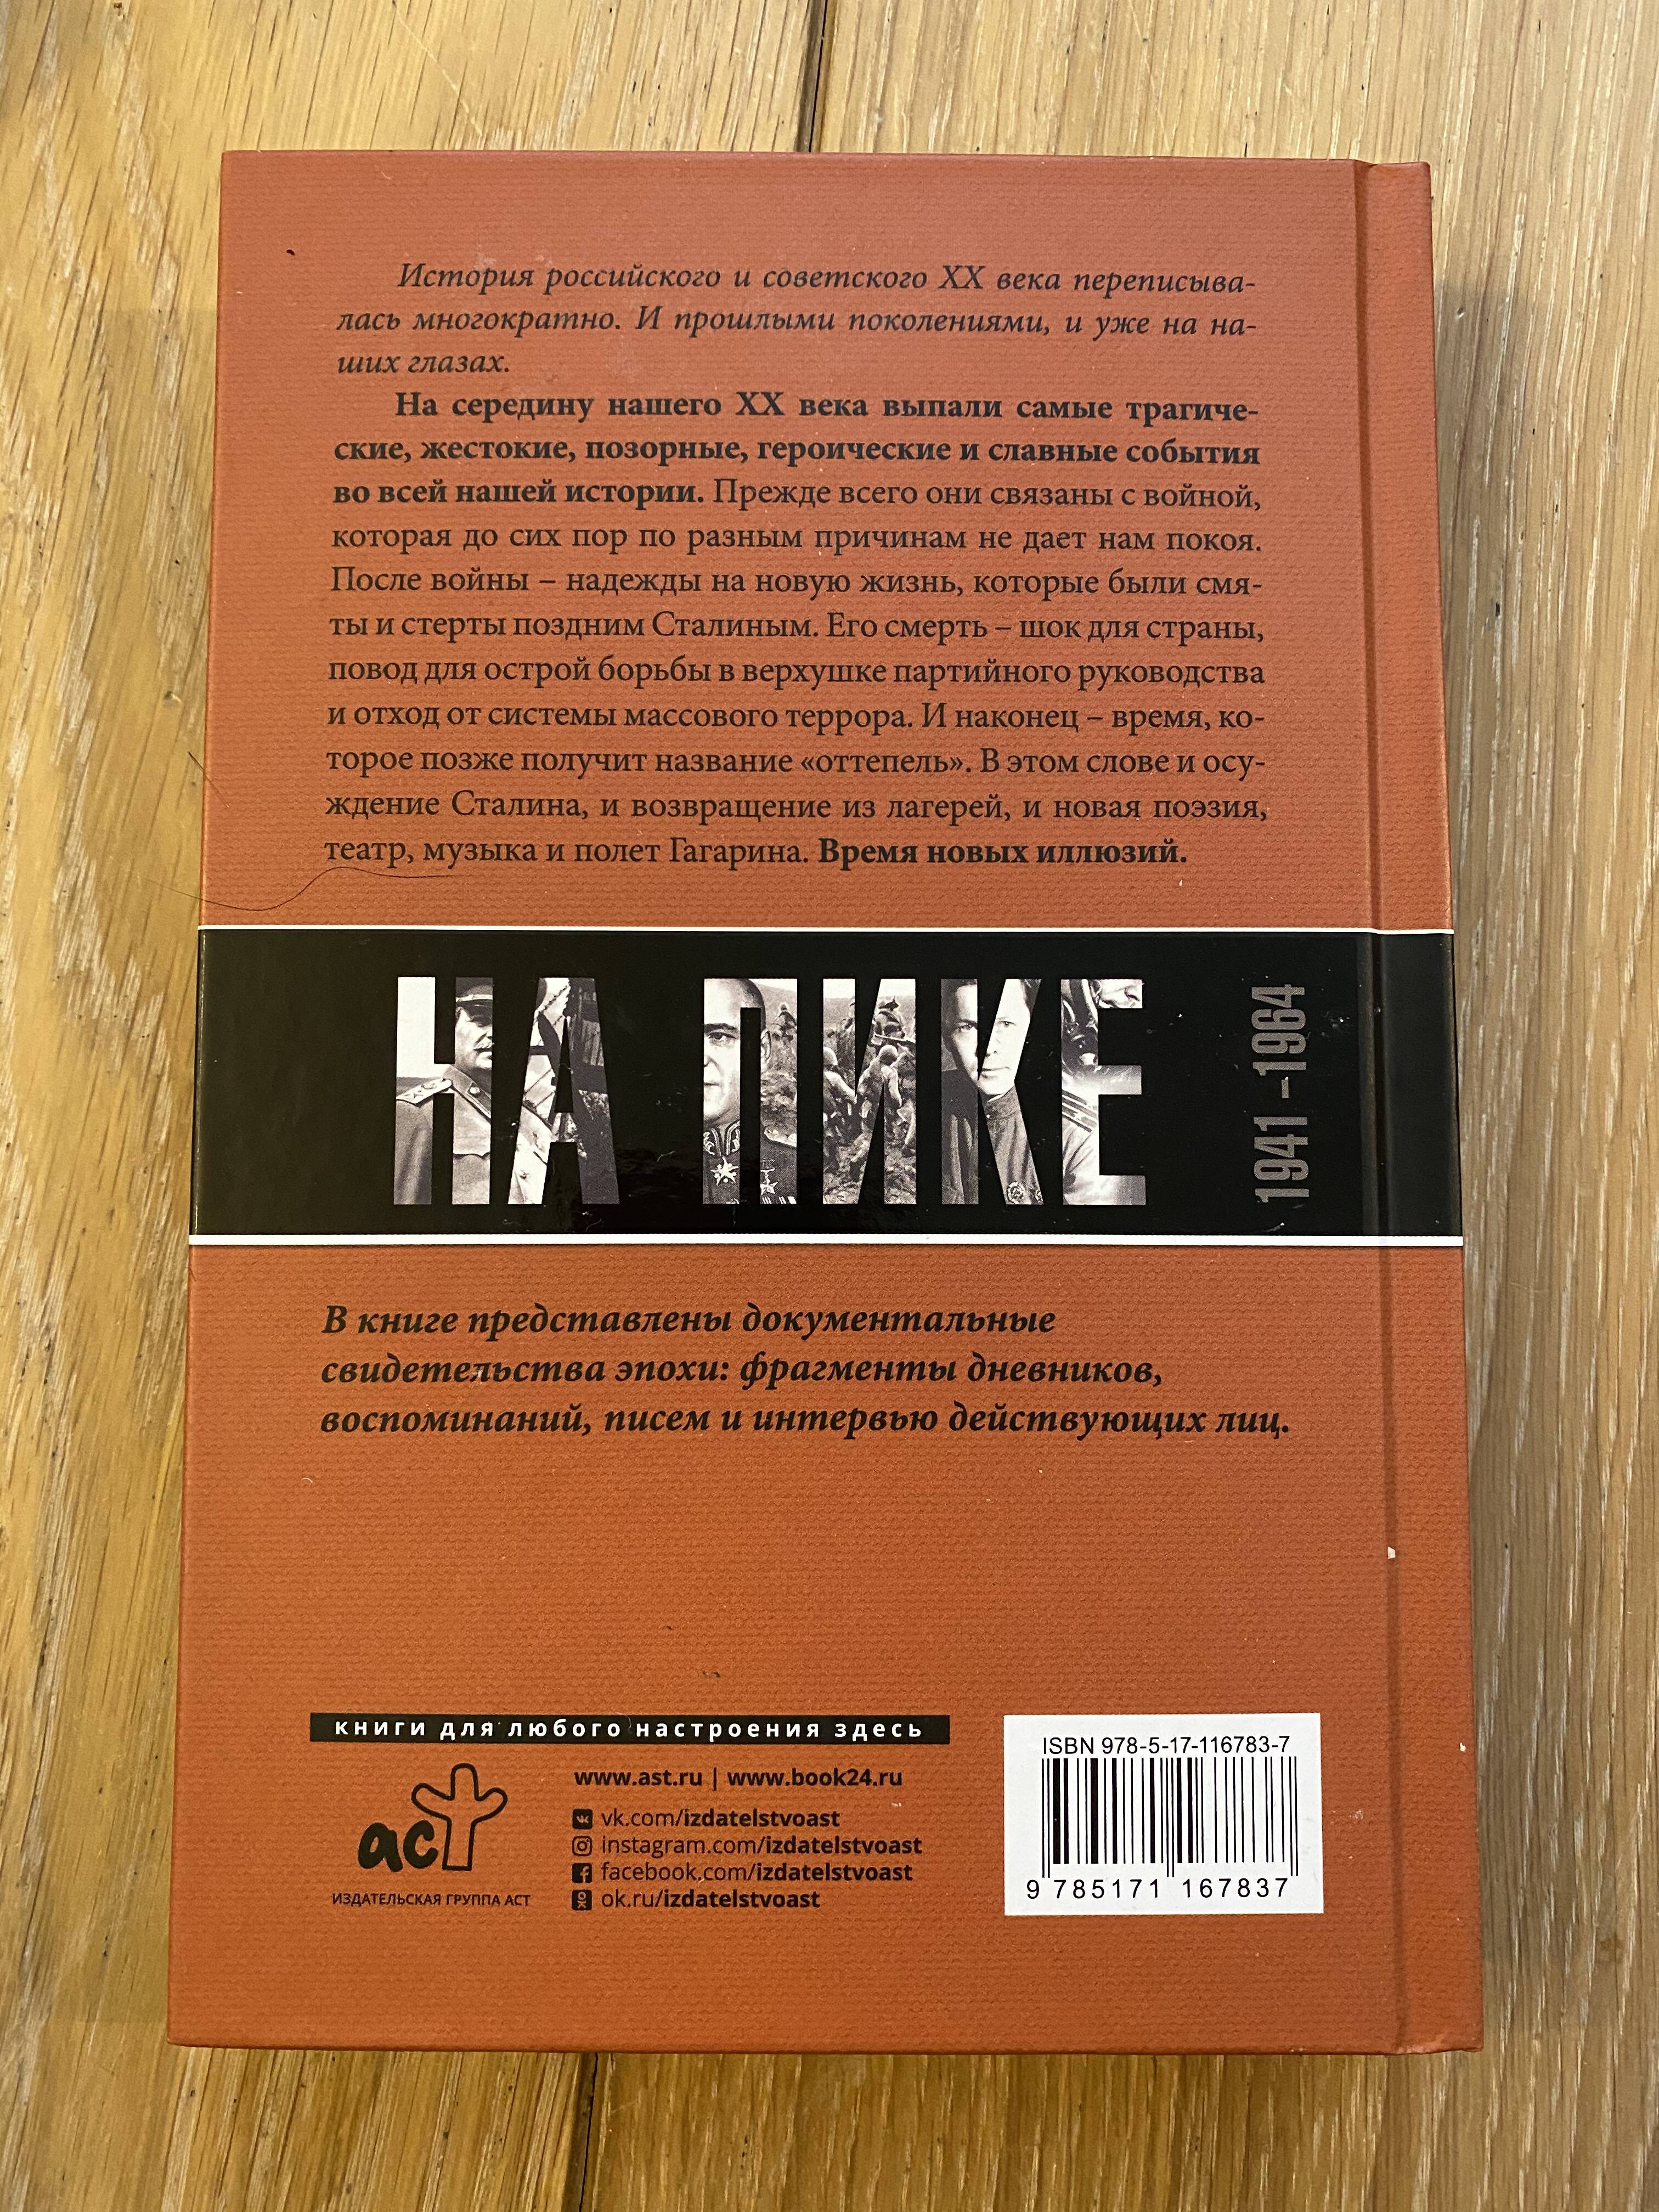 История российского и советского XX века переписыва-
лась многократно. И прошлыми поколениями, и уже на на-
ших глазах.
На середину нашего XX века выпали самые трагиче-
ские, жестокие, позорные, героические и славные события
во всей нашей истории. Прежде всего они связаны с войной,
которая до сих пор по разным причинам не дает нам покоя.
После войны – надежды на новую жизнь, которые были смя-
ты и стерты поздним Сталиным. Его смерть – шок для страны,
повод для острой борьбы в верхушке партийного руководства
и отход от системы массового террора. И наконец – время, ко-
торое позже получит название «оттепель». В этом слове и осу-
ждение Сталина, и возвращение из лагерей, и новая поэзия,
театр, музыка и полет Гагарина. Время новых иллюзий.
НА ПИКЕ
1941 - 1964
В книге представлены документальные
свидетельства эпохи: фрагменты дневников,
воспоминаний, писем и интервью действующих лиц.
книги для любого настроения здесь
аст
ИЗДАТЕЛЬСКАЯ ГРУППА АСТ
www.ast.ru | www.book24.ru
vk.com/izdatelstvoast
instagram.com/izdatelstvoast
facebook.com/izdatelstvoast
ok.ru/izdatelstvoast
ISBN 978-5-17-116783-7
9 785171 167837